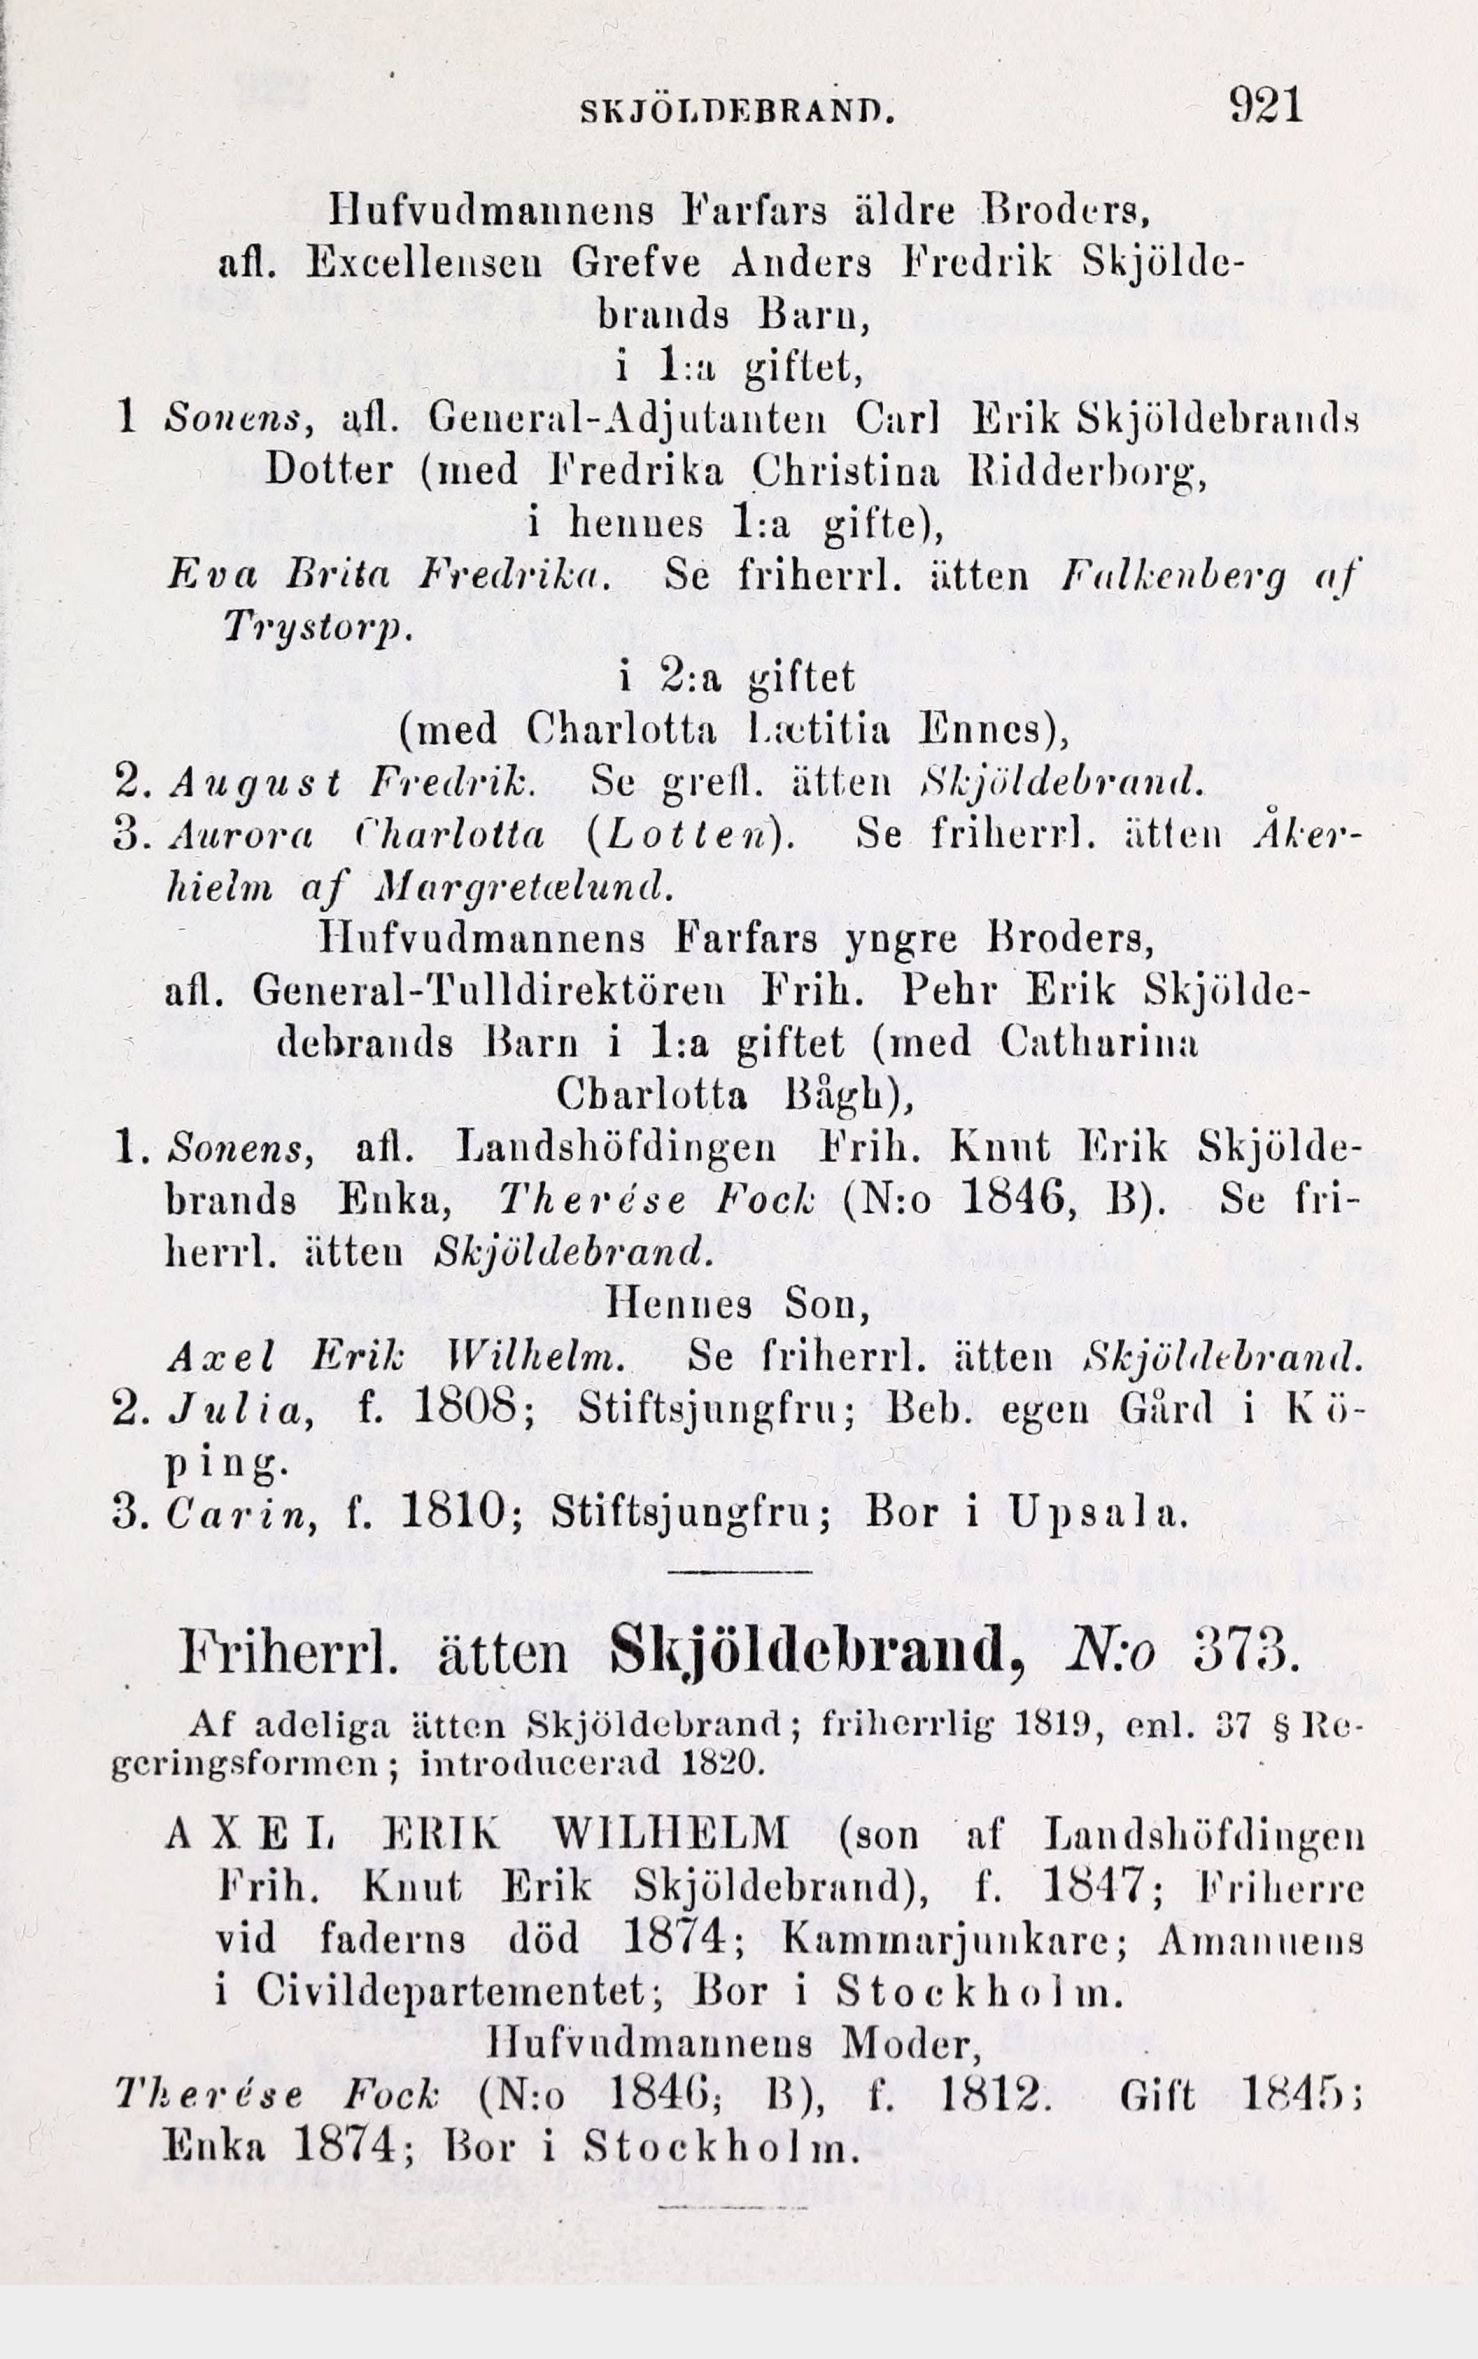 SKJÖLDEBRAND. 921
Hufvudmannens Farfars äldre Broders,
afl. Excellensen Grefve Anders Fredrik Skjölde-
brands Barn,
i 1:a giftet,
1 Sonens, afl. General-Adjutanten Carl Erik Skjöldebrands
Dotter (med Fredrika Christina Ridderborg,
i hennes 1:a gifte),
Eva Brita Fredrika. Se friherrl. ätten Falkenberg af
Trystorp.
i 2:a giftet
(med Charlotta Lætitia Ennes),
2. August Fredrik. Se grefl. ätten Skjöldebrand.
3. Aurora Charlotta (Lotten). Se friherrl. ätten Åker-
hielm af Margretælund.
Hufvudmannens Farfars yngre Broders,
afl. General-Tulldirektören Frih. Pehr Erik Skjölde-
debrands Barn i 1:a giftet (med Catharina
Charlotta Bågh),
1. Sonens, afl. Landshöfdingen Frih. Knut Erik Skjölde-
brands Enka, Therése Fock (N:o 1846, B). Se fri-
herrl. ätten Skjöldebrand.
Hennes Son,
Axel Erik Wilhelm. Se friherrl. ätten Skjöldebrand.
2. Julia, f. 1808; Stiftsjungfru; Beb. egen Gård i Kö-
ping.
3. Carin, f. 1810; Stiftsjungfru; Bor i Upsala.
Friherrl. ätten Skjöldebrand, N:o 373.
Af adeliga ätten Skjöldebrand; friherrlig 1819, enl. 37 § Re-
geringsformen; introducerad 1820.
AXEL ERIK WILHELM (son af Landshöfdingen
Frih. Knut Erik Skjöldebrand), f. 1847; Friherre
vid faderns död 1874; Kammarjunkare; Amanuens
i Civildepartementet; Bor i Stockholm.
Hufvudmannens Moder,
Therése Fock (N:o 1846; B), f. 1812. Gift 1845;
Enka 1874; Bor i Stockholm.